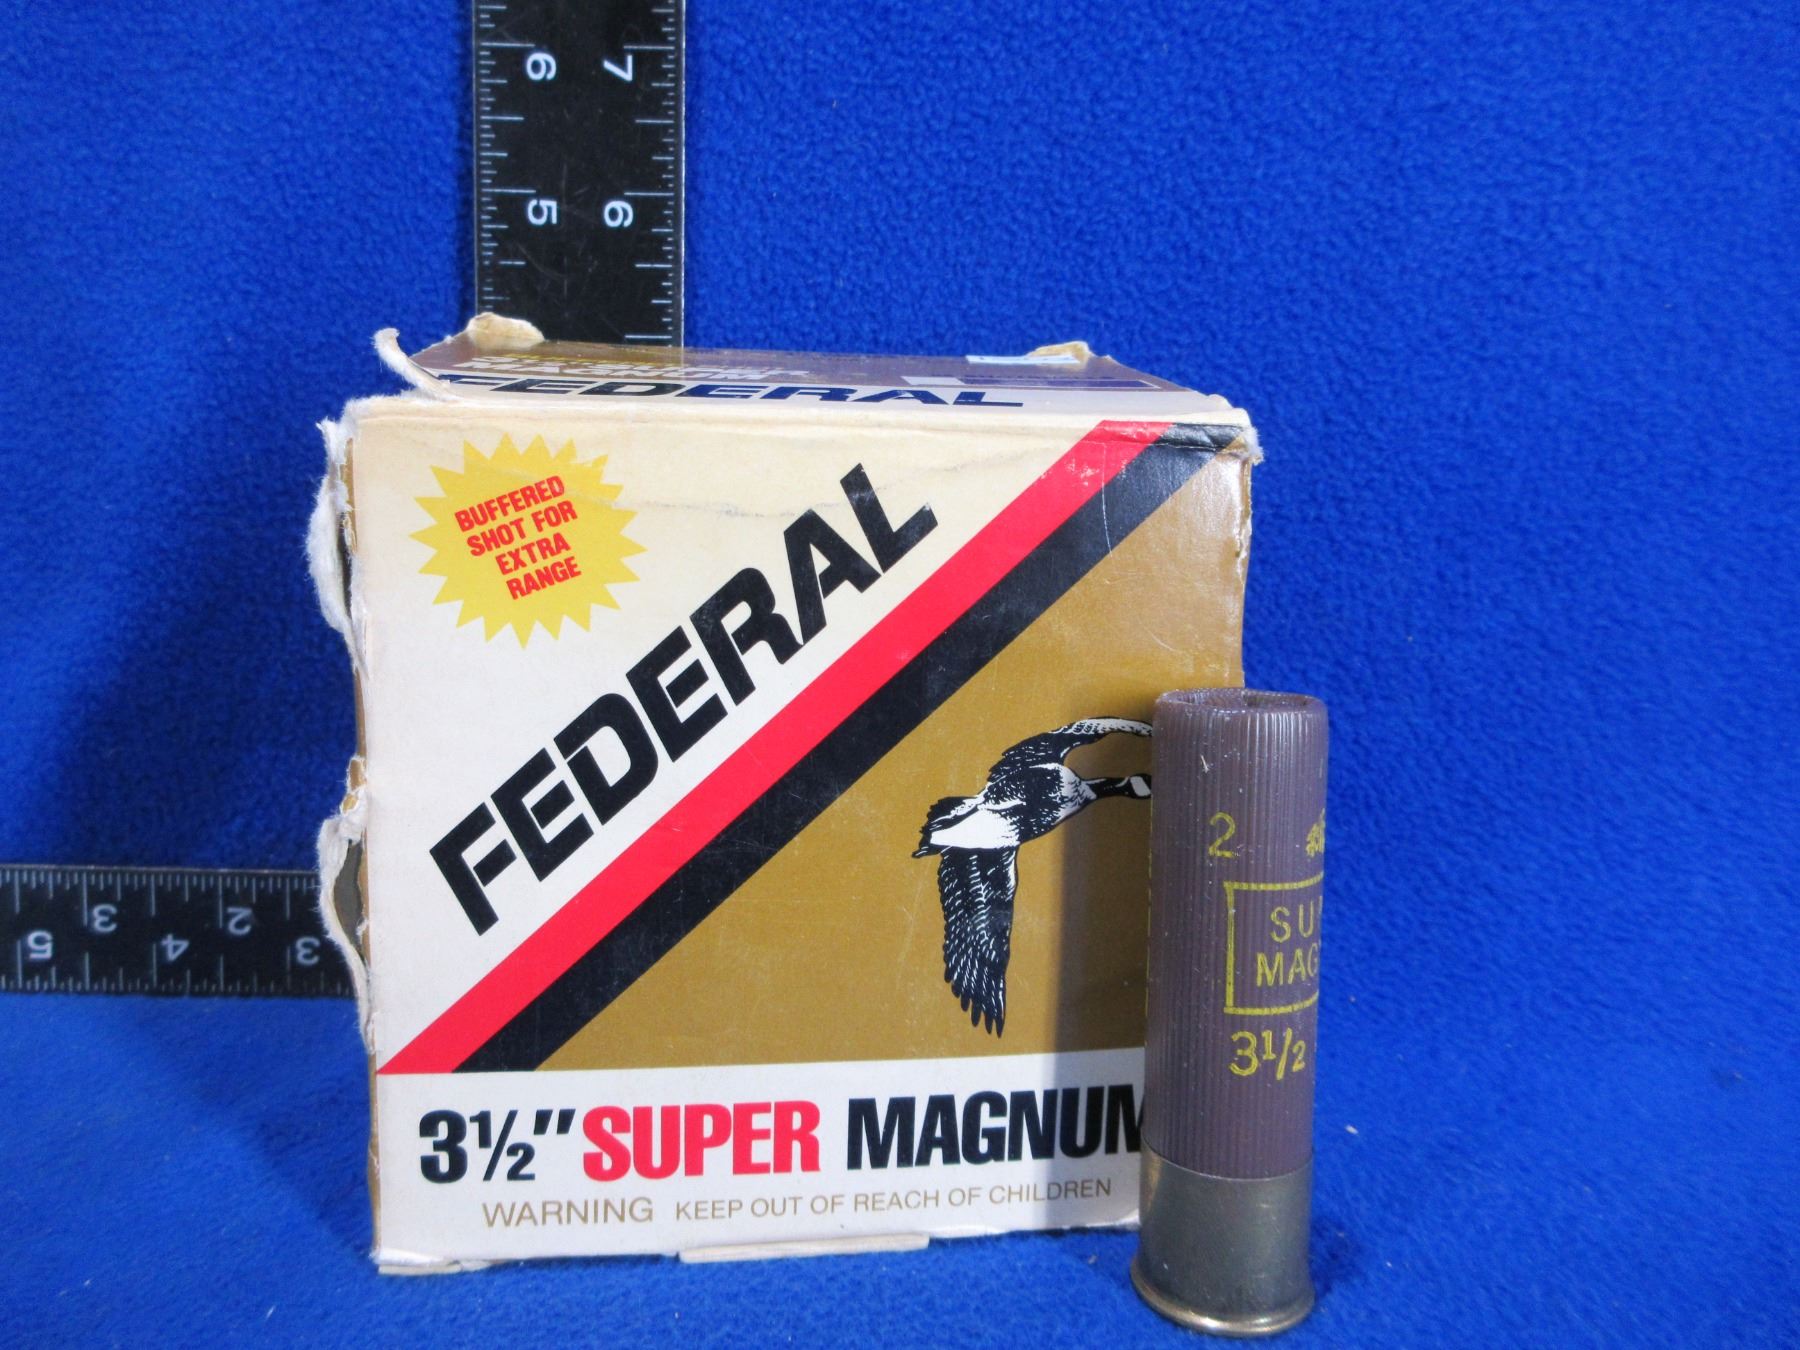 6 7
5 6
FEDERAL
BUFFERED
SHOT FOR
EXTRA
RANGE
FEDERAL
3½" SUPER MAGNUM
WARNING KEEP OUT OF REACH OF CHILDREN
2
SU
MAG
3½
3 2
5 4 3